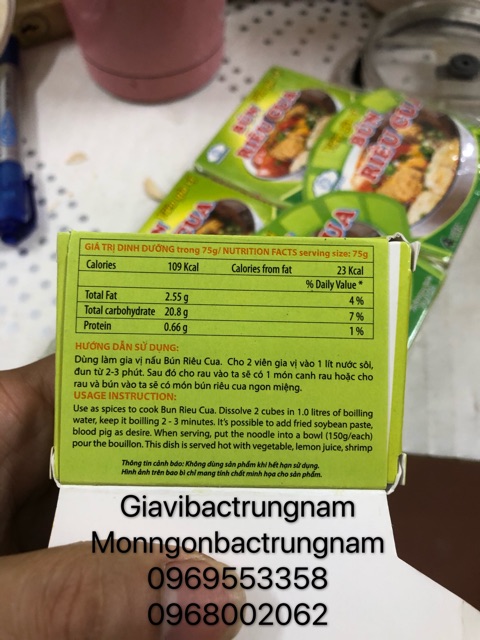 BÚN
RIÊU CUA
BÚN
RIÊU CUA
CUA
CUA
GIÁ TRỊ DINH DƯỠNG trong 75g/ NUTRITION FACTS serving size: 75g
Calories 109 Kcal Calories from fat 23 Kcal
% Daily Value *
Total Fat 2.55 g 4 %
Total carbohydrate 20.8 g 7 %
Protein 0.66 g 1 %
HƯỚNG DẪN SỬ DỤNG:
Dùng làm gia vị nấu Bún Riêu Cua. Cho 2 viên gia vị vào 1 lít nước sôi,
đun từ 2-3 phút. Sau đó cho rau vào ta sẽ có 1 món canh rau hoặc cho
rau và bún vào ta sẽ có món bún riêu cua ngon miệng.
USAGE INSTRUCTION:
Use as spices to cook Bun Rieu Cua. Dissolve 2 cubes in 1.0 litres of boilling
water, keep it boilling 2 - 3 minutes. It's possible to add fried soybean paste,
blood pig as desire. When serving, put the noodle into a bowl (150g/each)
pour the bouillon. This dish is served hot with vegetable, lemon juice, shrimp
Thông tin cảnh báo: Không dùng sản phẩm khi hết hạn sử dụng.
Hình ảnh trên bao bì chỉ mang tính chất minh họa cho sản phẩm.
Giavibactrungnam
Monngonbactrungnam
0969553358
0968002062